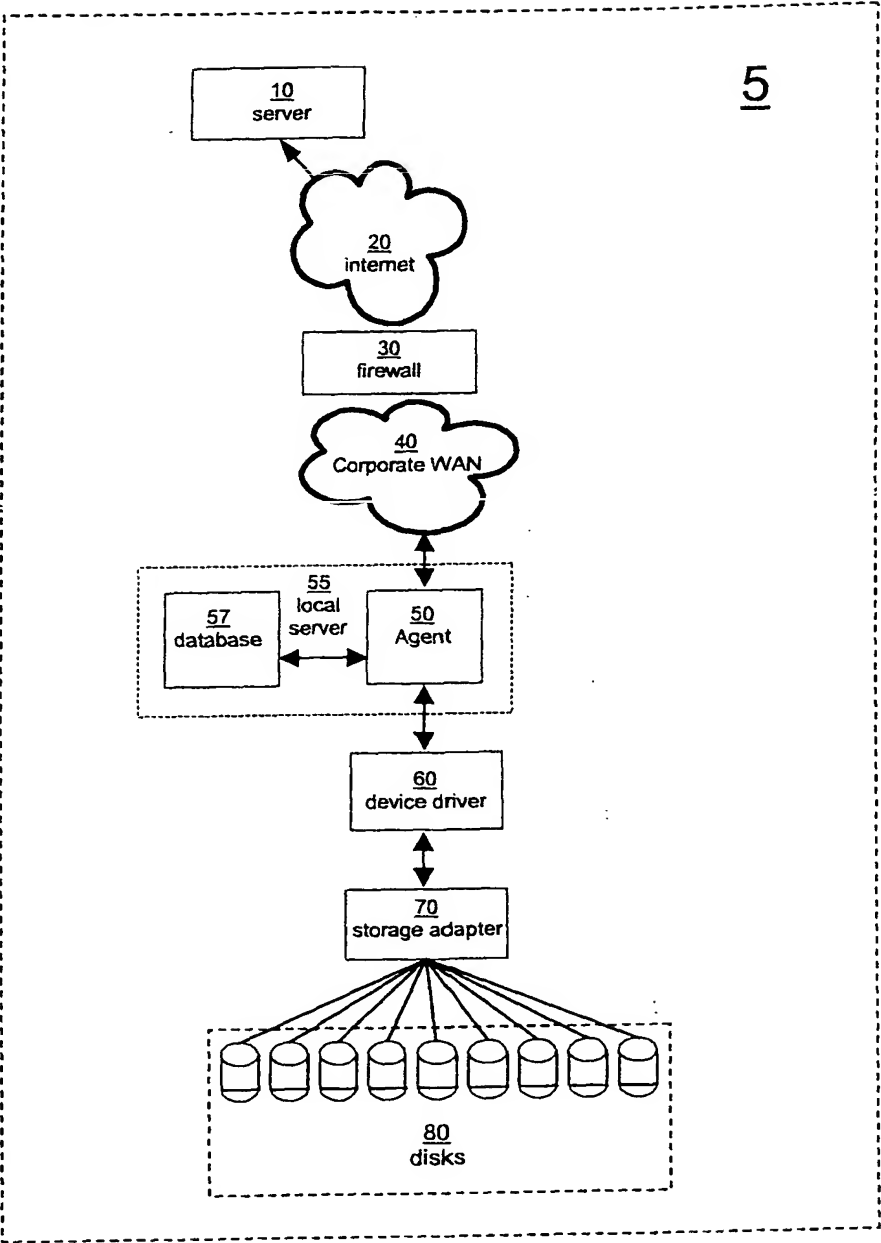 5
10
server
20
internet
30
firewall
40
Corporate WAN
55
local
server
57
database
50
Agent
60
device driver
70
storage adapter
80
disks